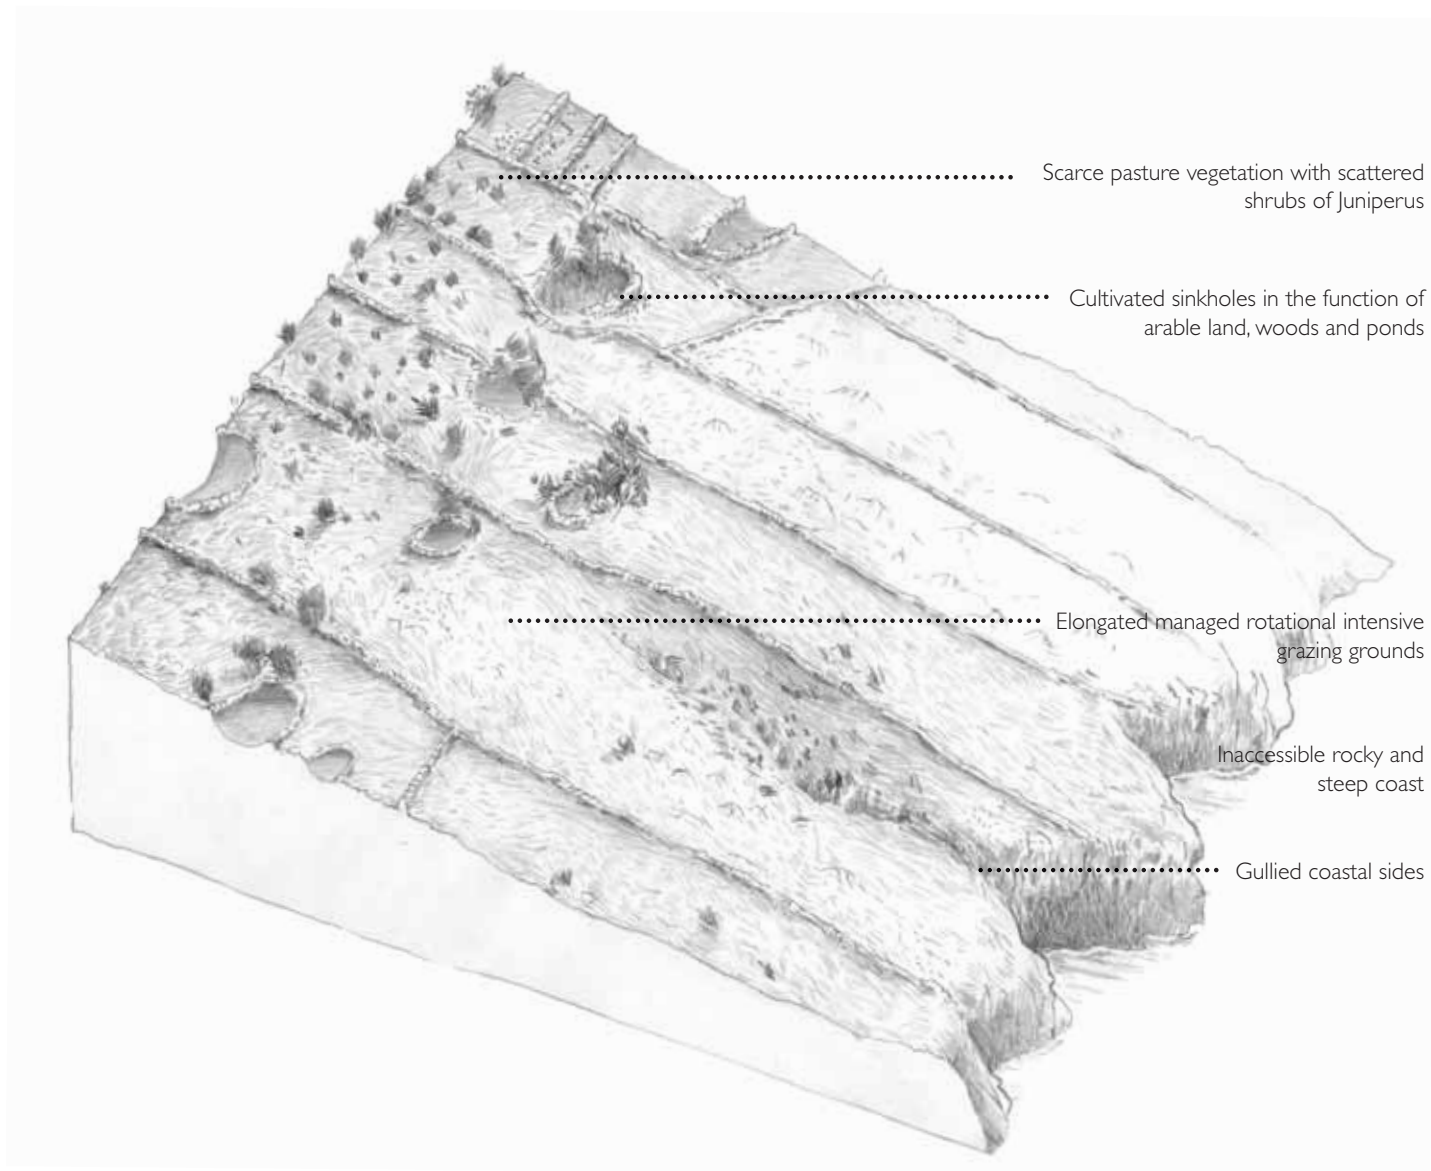 Scarce pasture vegetation with scattered
shrubs of Juniperus
Cultivated sinkholes in the function of
arable land, woods and ponds
Elongated managed rotational intensive
grazing grounds
Inaccessible rocky and
steep coast
Gullied coastal sides